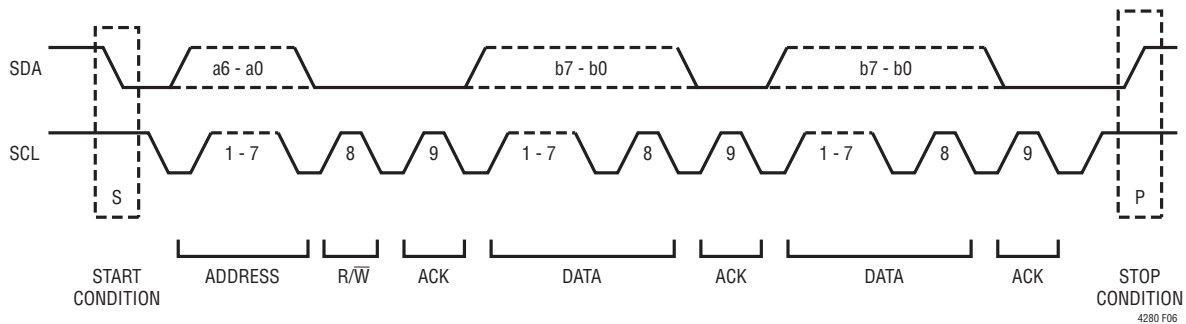 SDA
a6 - a0
b7 - b0
b7 - b0
SCL
1 - 7
8
9
1 - 7
8
9
1 - 7
8
9
S
P
START
CONDITION
ADDRESS
R/W̅
ACK
DATA
ACK
DATA
ACK
STOP
CONDITION
4280 F06